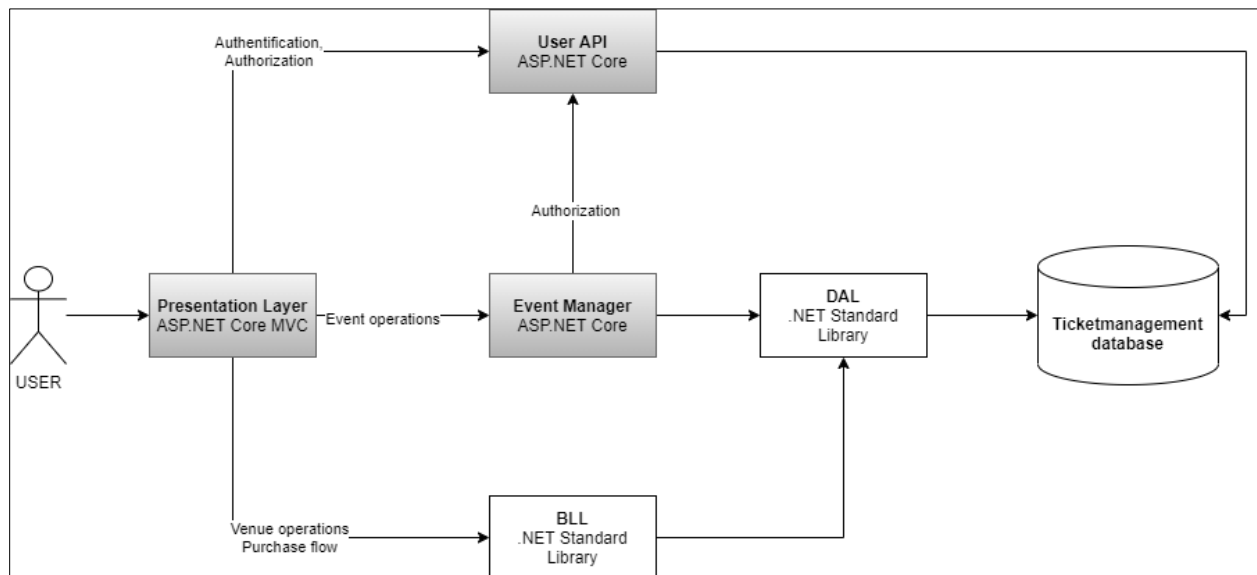 Authentification,
Authorization
User API
ASP.NET Core
Authorization
USER
Presentation Layer
ASP.NET Core MVC
Event operations
Event Manager
ASP.NET Core
DAL
.NET Standard
Library
Ticketmanagement
database
Venue operations
Purchase flow
BLL
.NET Standard
Library